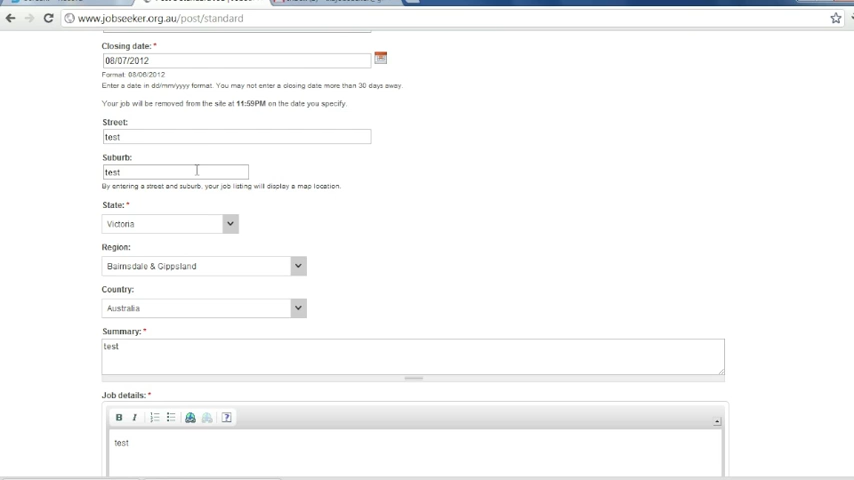 www.jobseeker.org.au/post/standard
Closing date: *
08/07/2012
Format: 08/06/2012
Enter a date in dd/mm/yyyy format. You may not enter a closing date more than 30 days away.
Your job will be removed from the site at 11:59PM on the date you specify.
Street:
test
Suburb:
test
By entering a street and suburb, your job listing will display a map location.
State: *
Victoria
Region:
Bairnsdale & Gippsland
Country:
Australia
Summary: *
test
Job details: *
B I
test